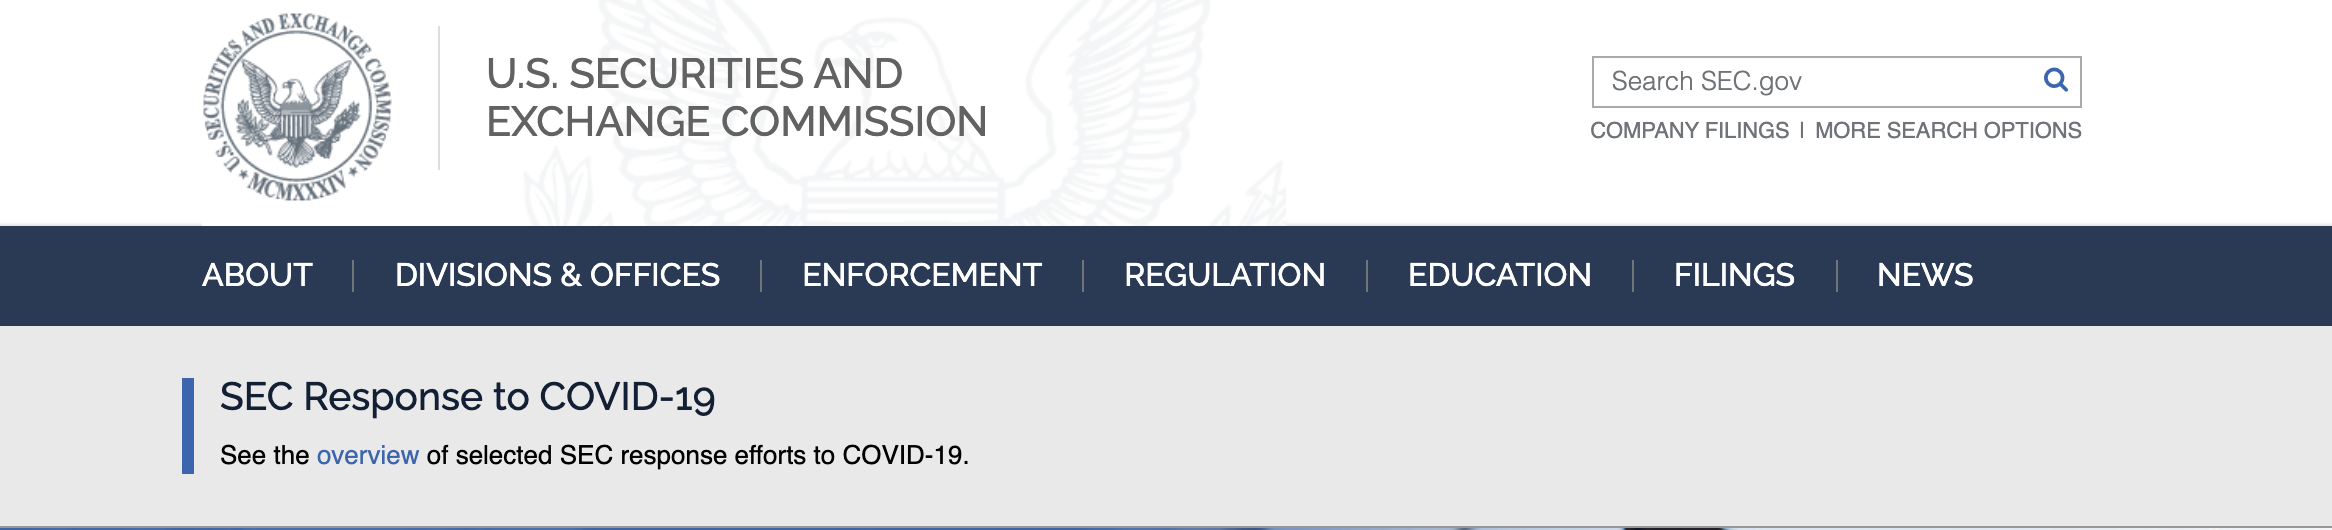 U.S. SECURITIES AND EXCHANGE COMMISSION
MCMXXXIV
U.S. SECURITIES AND
EXCHANGE COMMISSION
Search SEC.gov
COMPANY FILINGS | MORE SEARCH OPTIONS
ABOUT | DIVISIONS & OFFICES | ENFORCEMENT | REGULATION | EDUCATION | FILINGS | NEWS
SEC Response to COVID-19
See the overview of selected SEC response efforts to COVID-19.